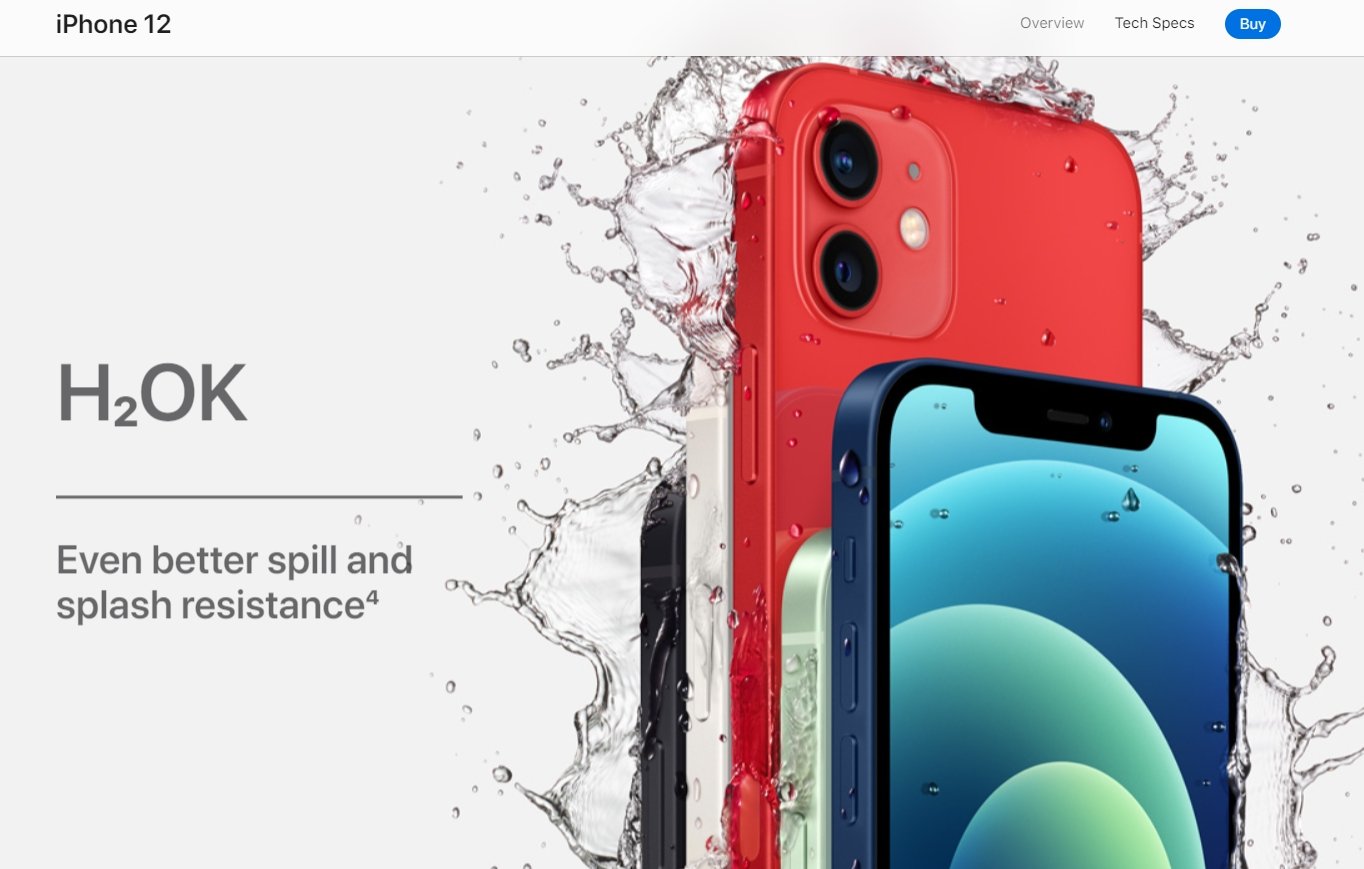 iPhone 12
Overview
Tech Specs
Buy
H₂OK
Even better spill and
splash resistance⁴